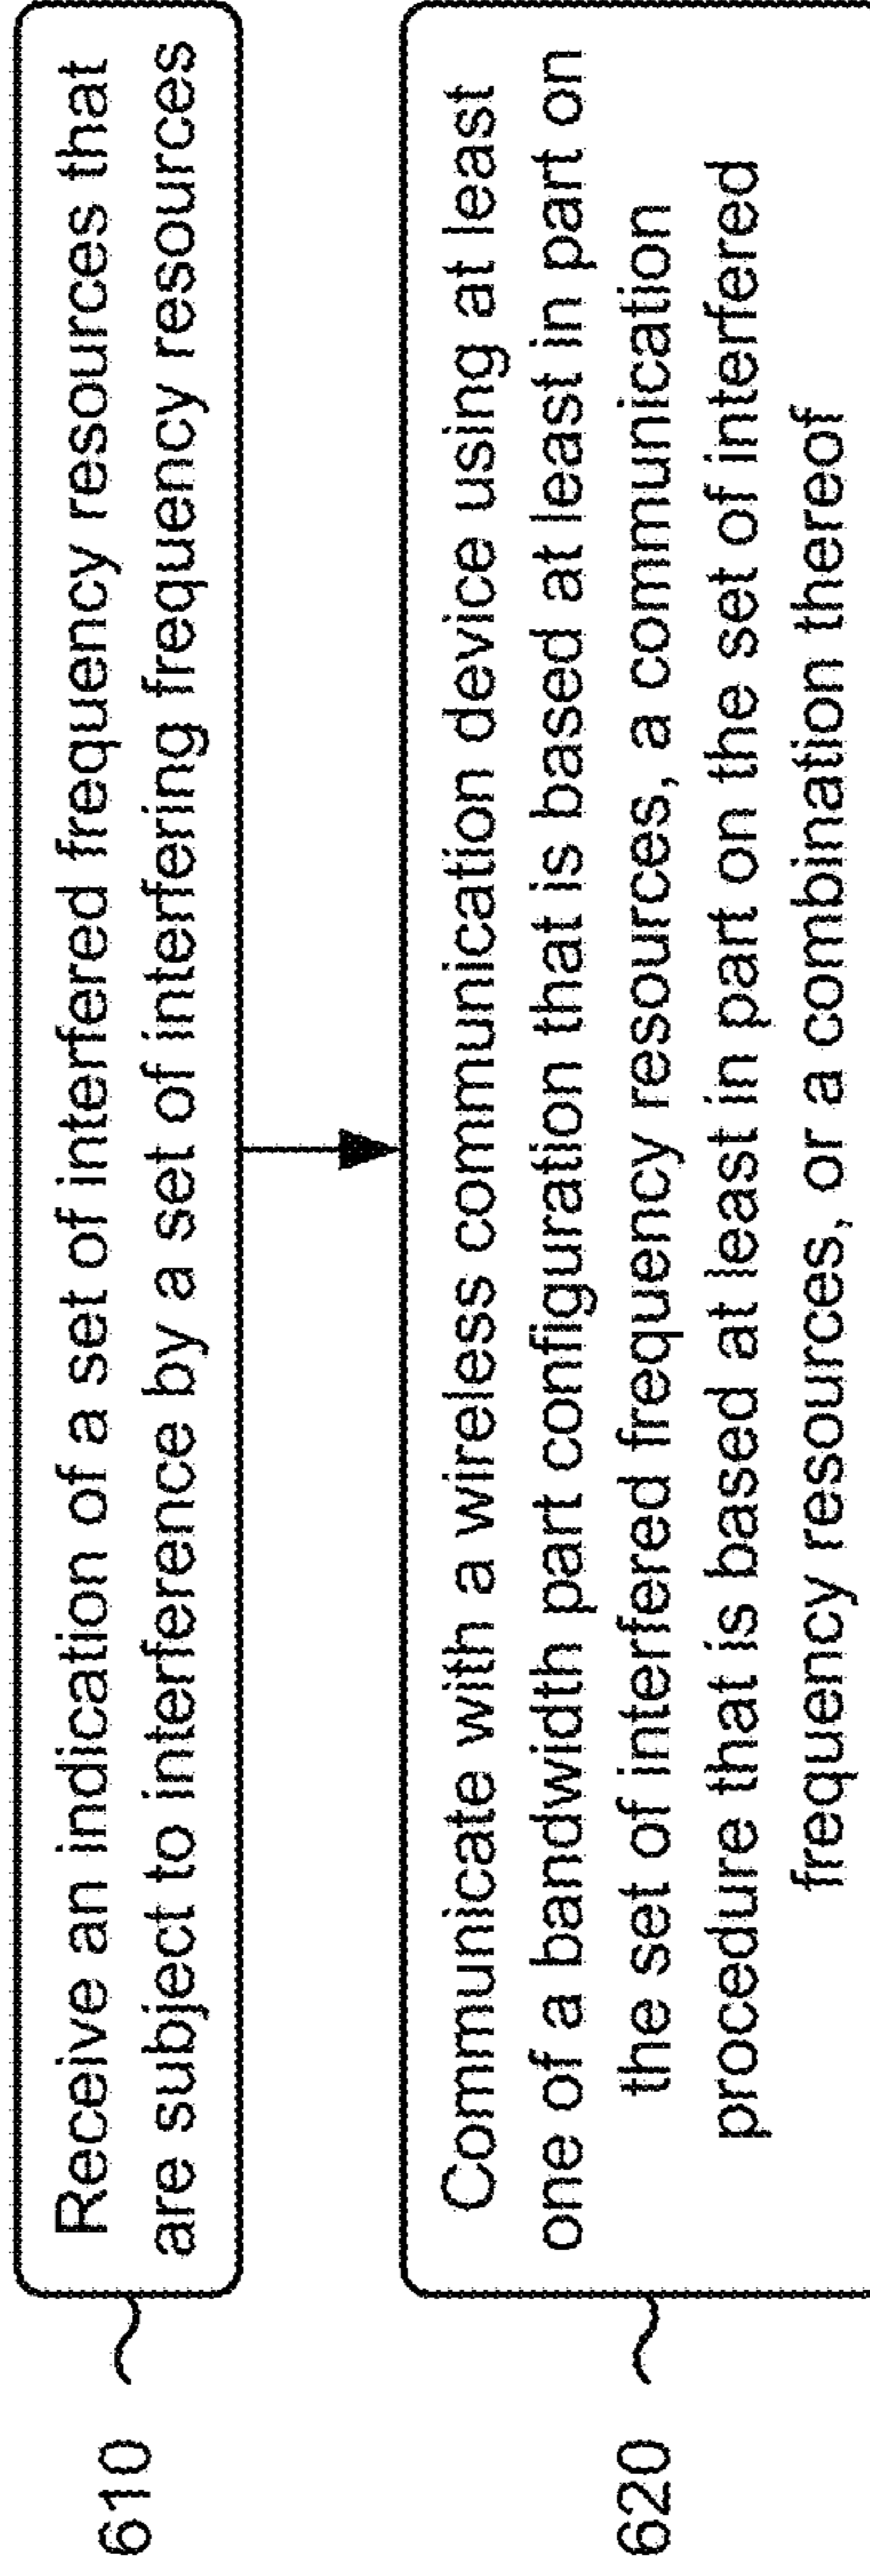 610
Receive an indication of a set of interfered frequency resources that
are subject to interference by a set of interfering frequency resources
620
Communicate with a wireless communication device using at least
one of a bandwidth part configuration that is based at least in part on
the set of interfered frequency resources, a communication
procedure that is based at least in part on the set of interfered
frequency resources, or a combination thereof